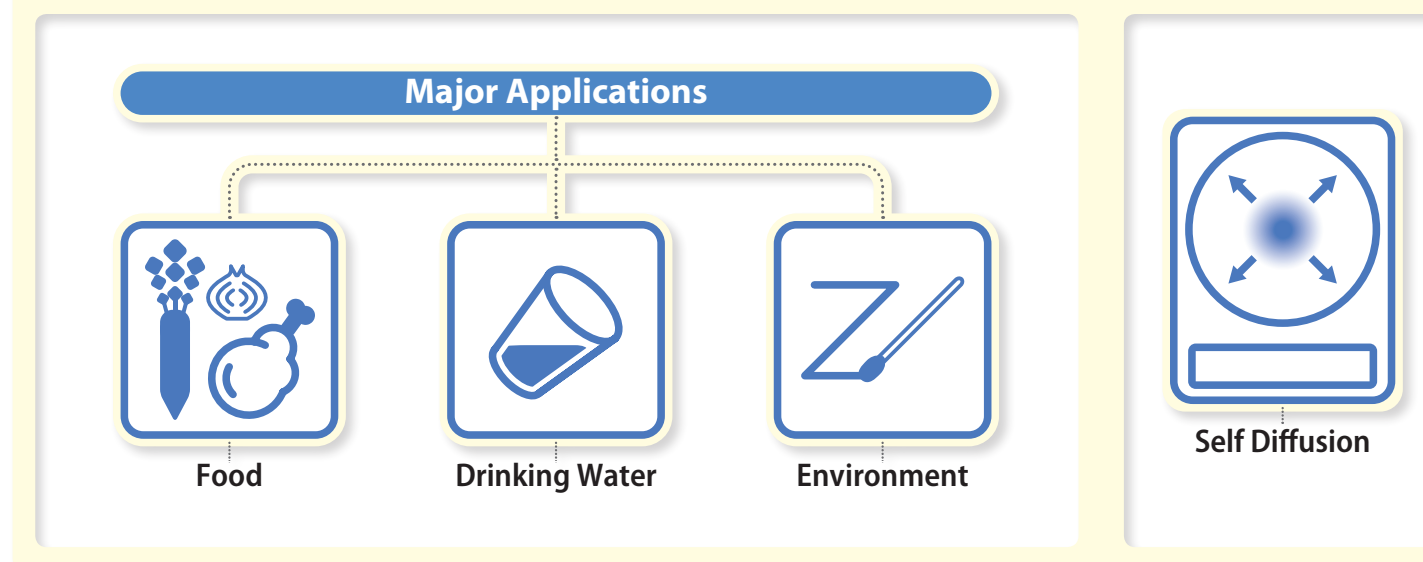 Major Applications
Food
Drinking Water
Environment
Self Diffusion